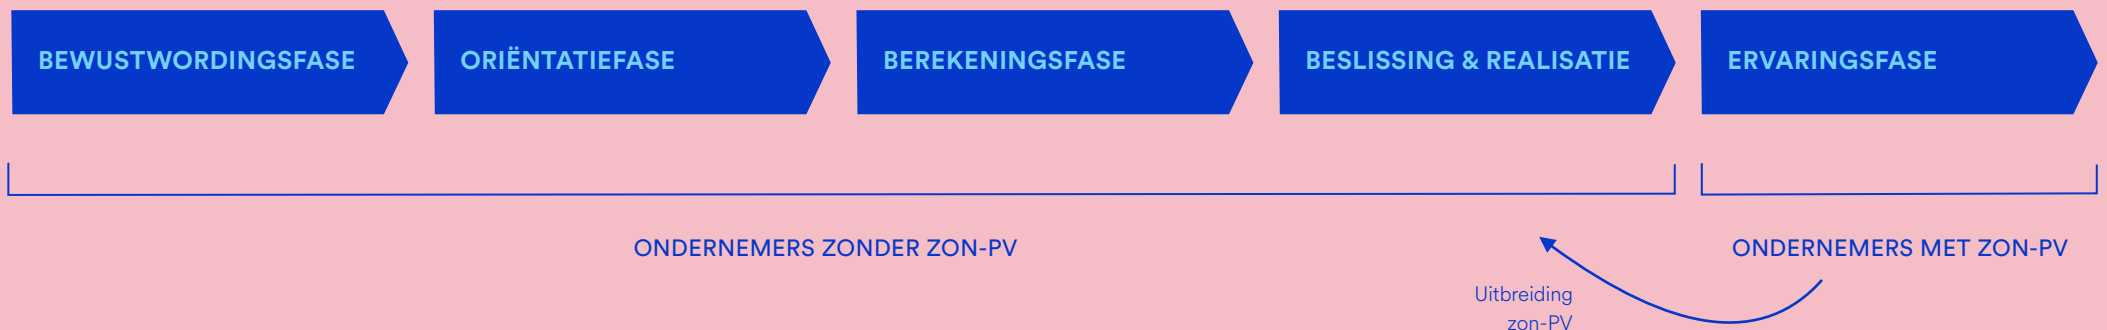 BEWUSTWORDINGSFASE
ORIËNTATIEFASE
BEREKENINGSFASE
BESLISSING & REALISATIE
ERVARINGSFASE
ONDERNEMERS ZONDER ZON-PV
ONDERNEMERS MET ZON-PV
Uitbreiding
zon-PV